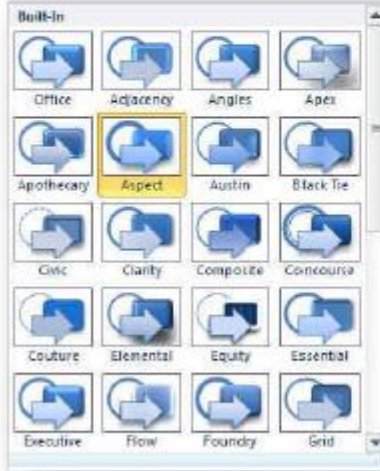 Built-In
Office Adjacency Angles Apex
Apothecary Aspect Austin Black Tie
Civic Clarity Composite Concourse
Couture Elemental Equity Essential
Executive Flow Foundry Grid